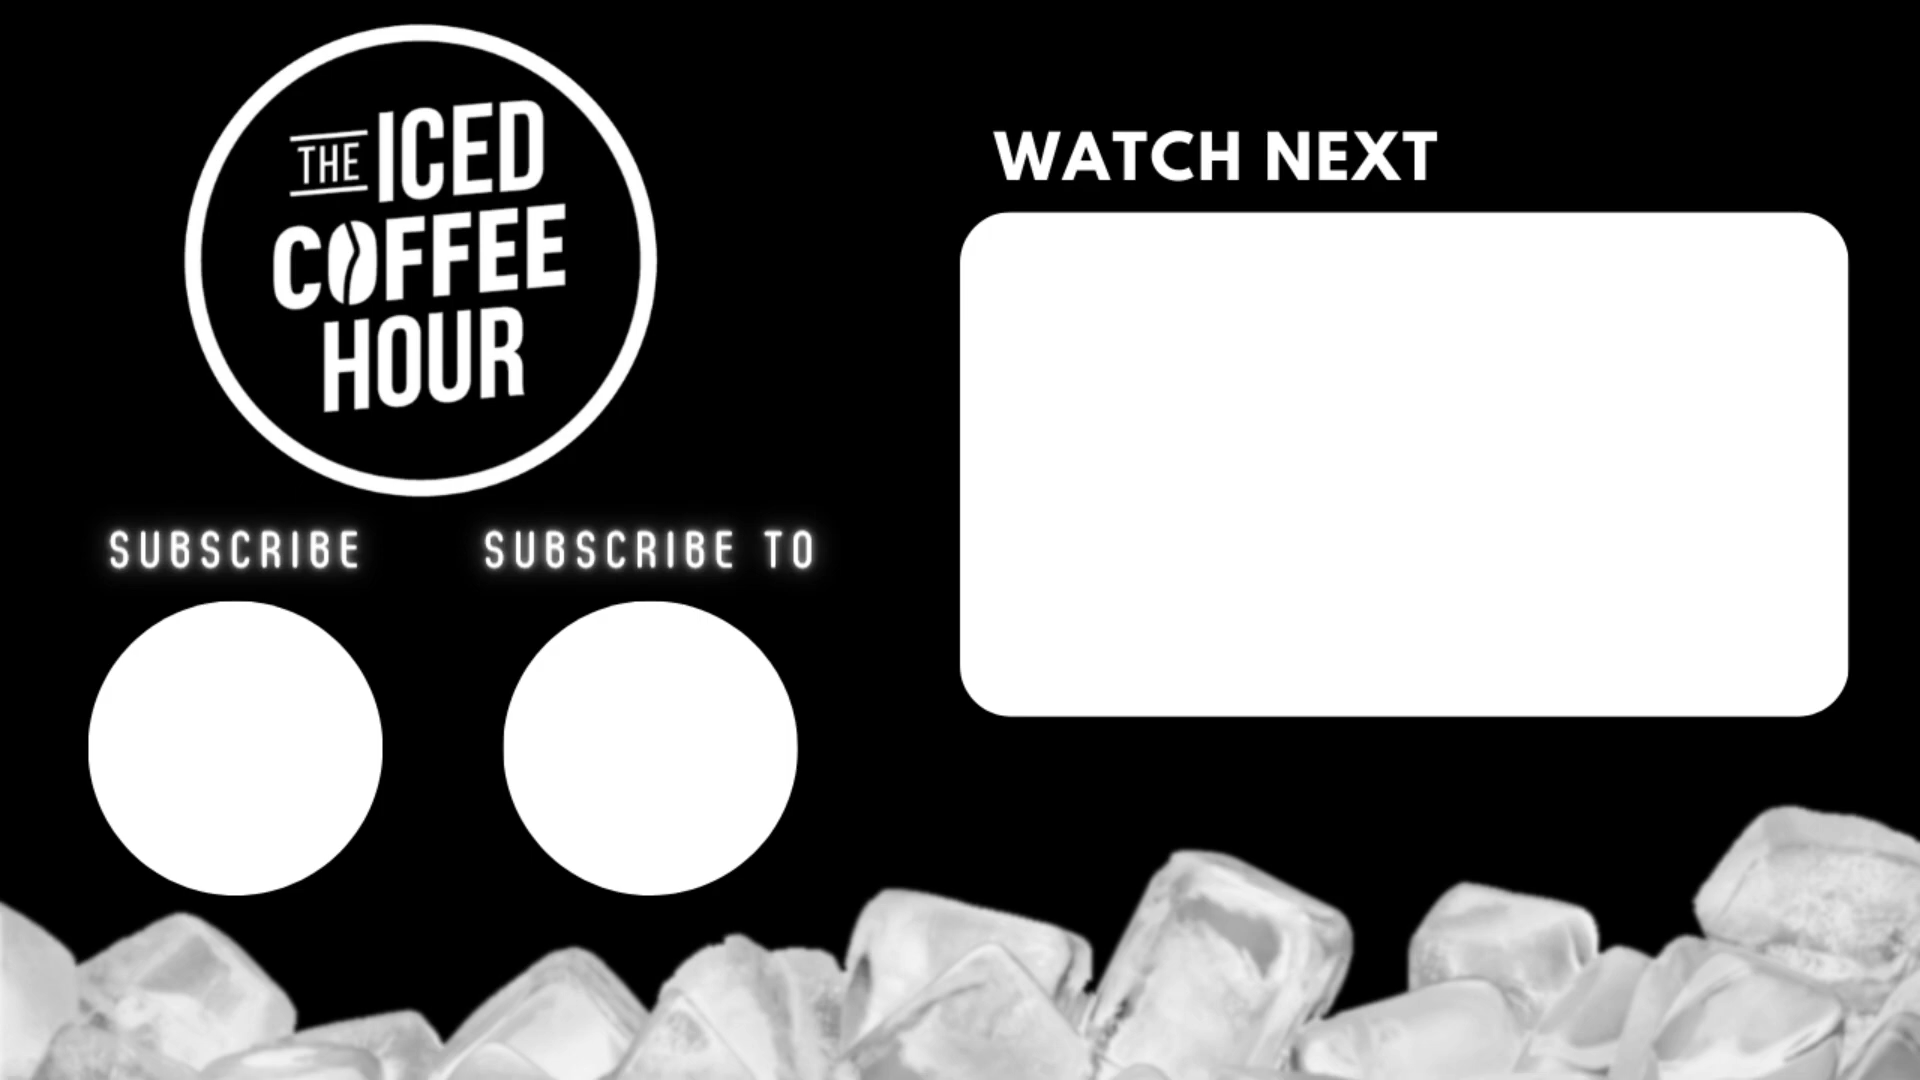 THE ICED
COFFEE
HOUR
SUBSCRIBE
SUBSCRIBE TO
WATCH NEXT